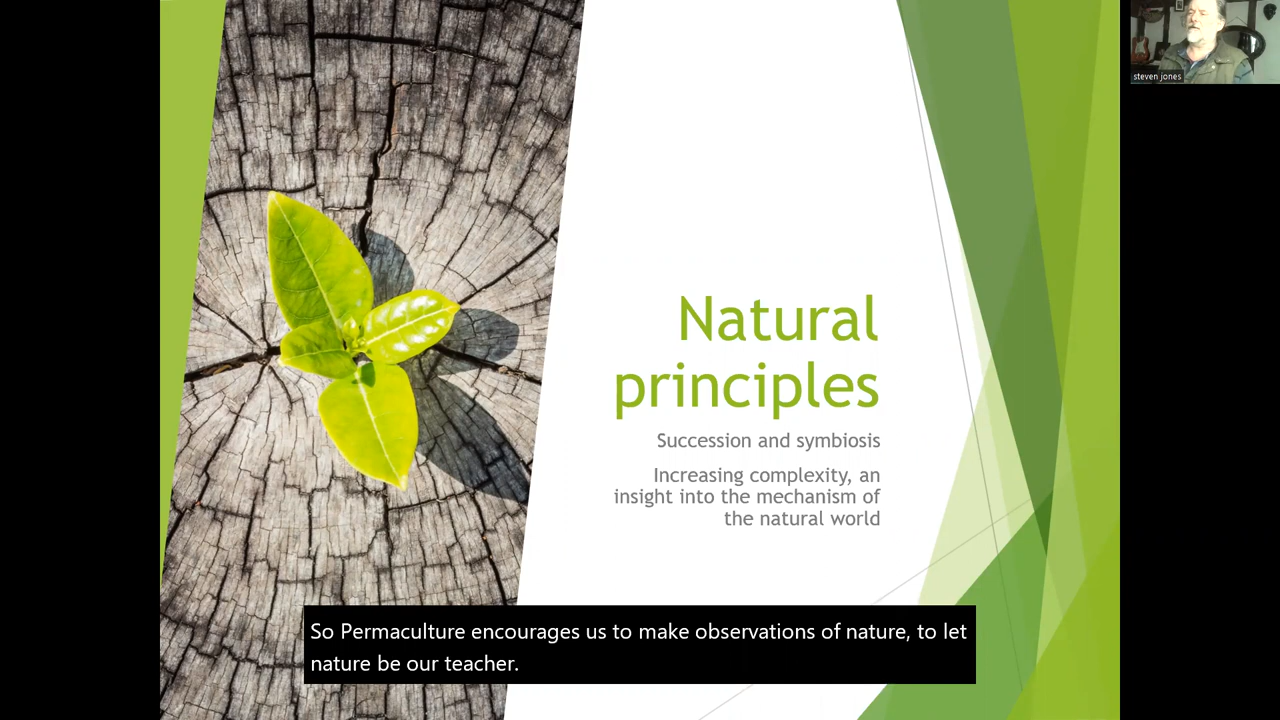 steven jones
Natural
principles
Succession and symbiosis
Increasing complexity, an
insight into the mechanism of
the natural world
So Permaculture encourages us to make observations of nature, to let
nature be our teacher.